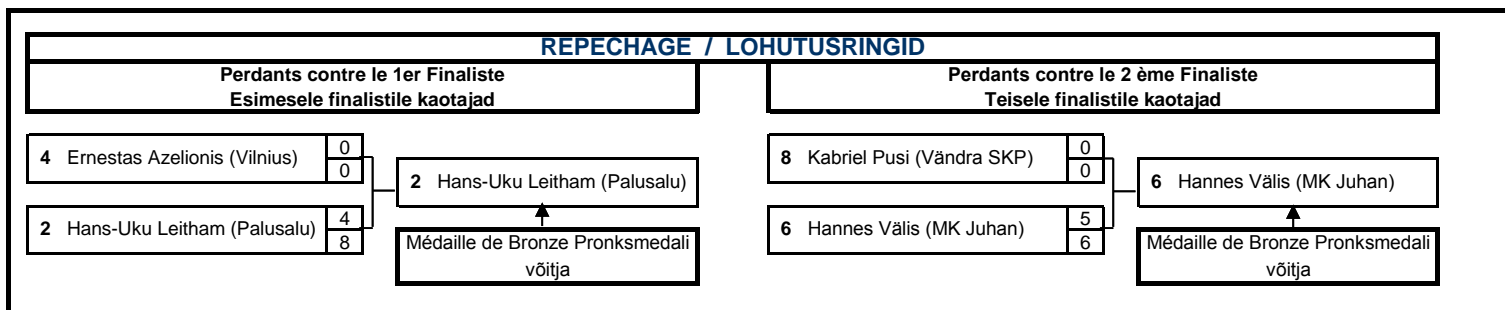 REPECHAGE / LOHUTUSRINGID
Perdants contre le 1er Finaliste
Esimesele finalistile kaotajad
Perdants contre le 2 ème Finaliste
Teisele finalistile kaotajad
4 Ernestas Azelionis (Vilnius) 0
0
2 Hans-Uku Leitham (Palusalu)
2 Hans-Uku Leitham (Palusalu) 4
8
Médaille de Bronze Pronksmedali
võitja
8 Kabriel Pusi (Vändra SKP) 0
0
6 Hannes Välis (MK Juhan)
6 Hannes Välis (MK Juhan) 5
6
Médaille de Bronze Pronksmedali
võitja